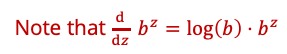 Note that d/dz b^z = log(b) · b^z